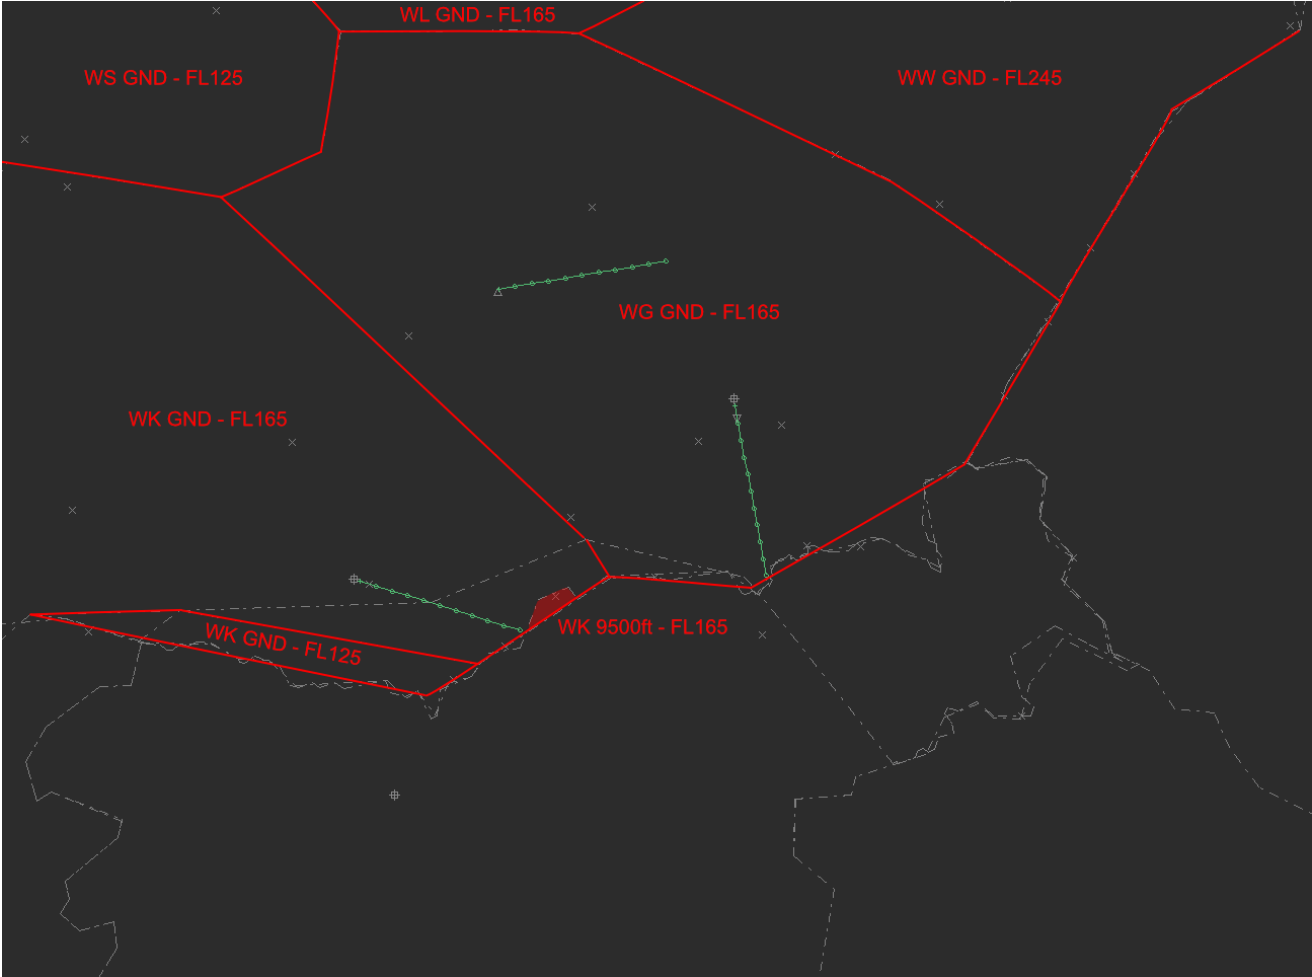 WL GND - FL165
WS GND - FL125
WW GND - FL245
WG GND - FL165
WK GND - FL165
WK GND - FL125
WK 9500ft - FL165